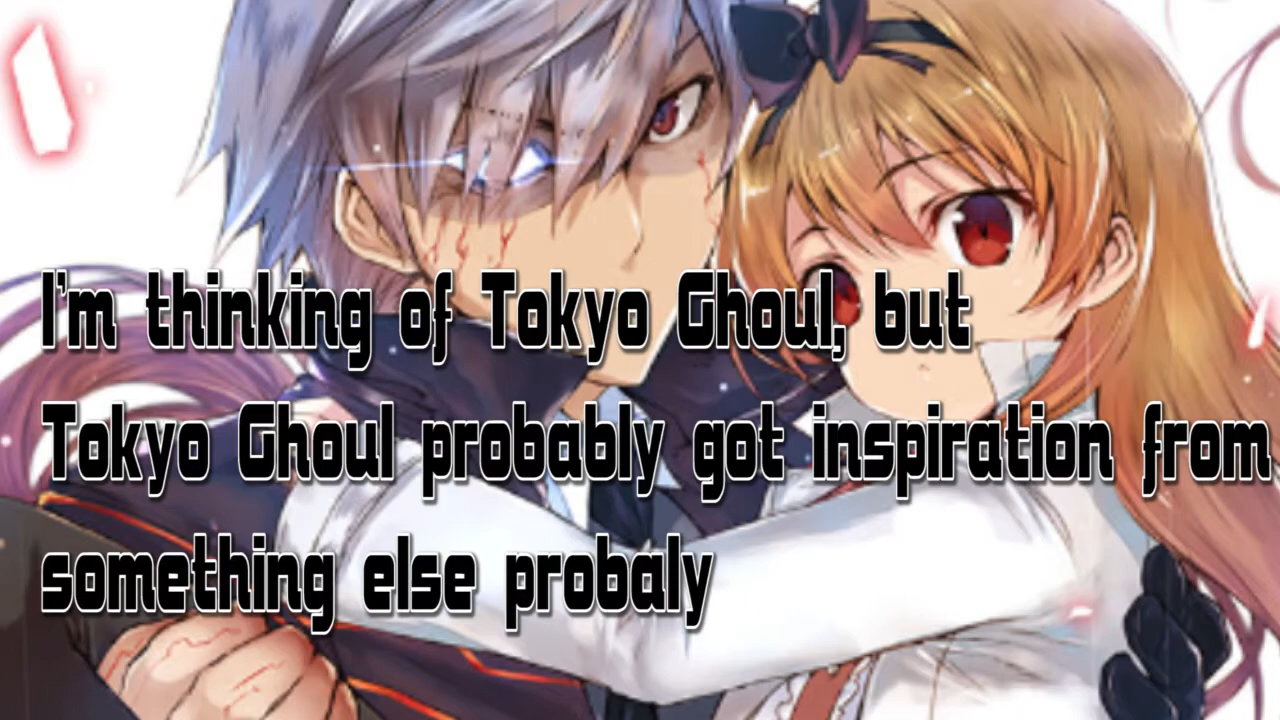 I'm thinking of Tokyo Ghoul, but
Tokyo Ghoul probably got inspiration from
something else probaly